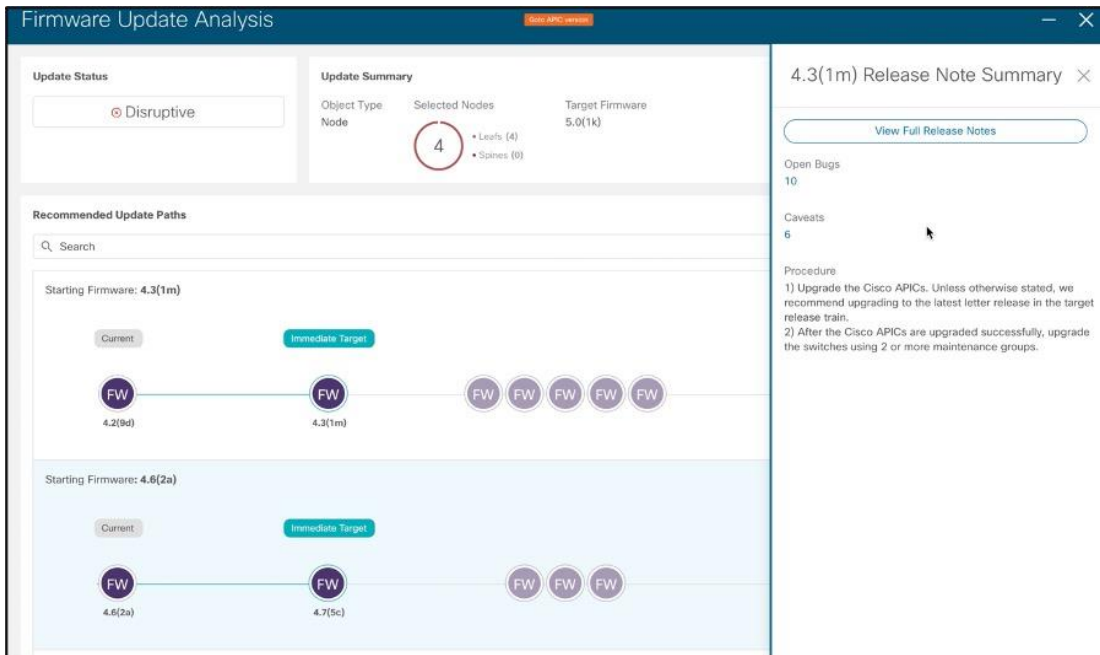 Firmware Update Analysis
Goto APIC version
Update Status
Disruptive
Update Summary
Object Type
Node
Selected Nodes
4
• Leafs (4)
• Spines (0)
Target Firmware
5.0(1k)
Recommended Update Paths
Search
Starting Firmware: 4.3(1m)
Current
Immediate Target
FW
FW
FW FW FW FW FW
4.2(9d)
4.3(1m)
Starting Firmware: 4.6(2a)
Current
Immediate Target
FW
FW
FW FW FW
4.6(2a)
4.7(5c)
4.3(1m) Release Note Summary
View Full Release Notes
Open Bugs
10
Caveats
6
Procedure
1) Upgrade the Cisco APICs. Unless otherwise stated, we
recommend upgrading to the latest letter release in the target
release train.
2) After the Cisco APICs are upgraded successfully, upgrade
the switches using 2 or more maintenance groups.